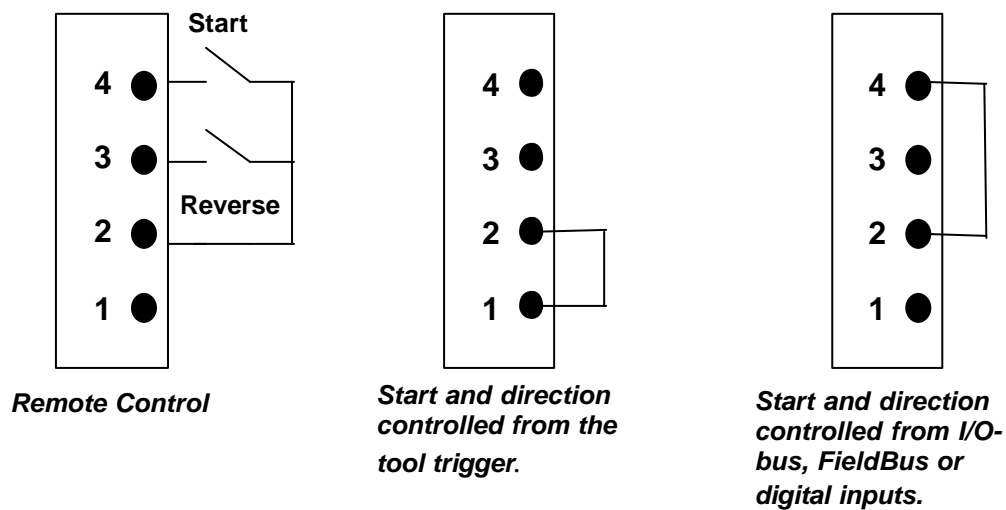 Start
4
3
Reverse
2
1
Remote Control
4
3
2
1
Start and direction
controlled from the
tool trigger.
4
3
2
1
Start and direction
controlled from I/O-
bus, FieldBus or
digital inputs.